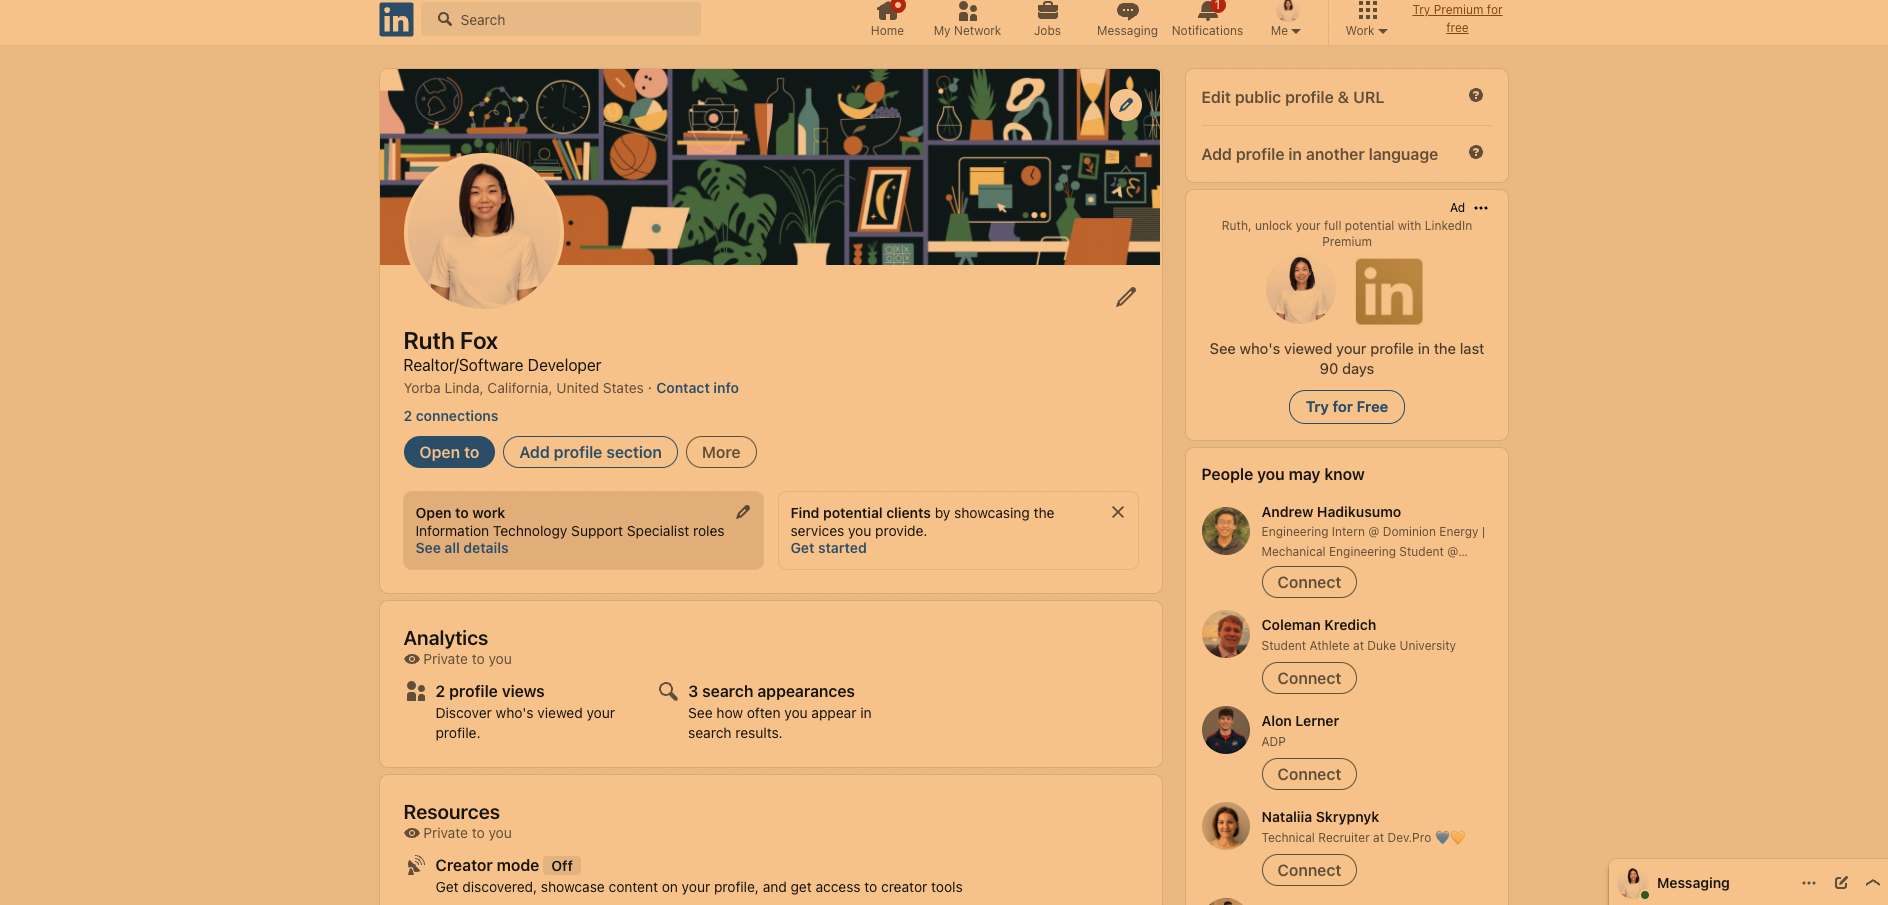 in
Search
Home
My Network
Jobs
Messaging
1
Notifications
Me
Work
Try Premium for
free
Ruth Fox
Realtor/Software Developer
Yorba Linda, California, United States · Contact info
2 connections
Open to
Add profile section
More
Open to work
Information Technology Support Specialist roles
See all details
Find potential clients by showcasing the
services you provide.
Get started
Analytics
Private to you
2 profile views
Discover who's viewed your
profile.
3 search appearances
See how often you appear in
search results.
Resources
Private to you
Creator mode Off
Get discovered, showcase content on your profile, and get access to creator tools
Edit public profile & URL
Add profile in another language
Ad
Ruth, unlock your full potential with LinkedIn
Premium
in
See who's viewed your profile in the last
90 days
Try for Free
People you may know
Andrew Hadikusumo
Engineering Intern @ Dominion Energy |
Mechanical Engineering Student @...
Connect
Coleman Kredich
Student Athlete at Duke University
Connect
Alon Lerner
ADP
Connect
Nataliia Skrypnyk
Technical Recruiter at Dev.Pro 💙💛
Connect
Messaging